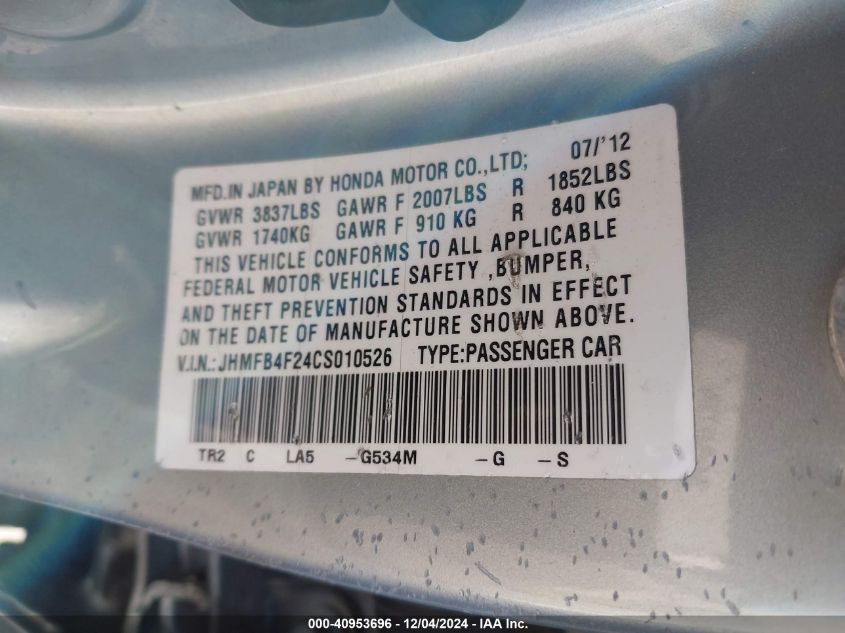 MFD.IN JAPAN BY HONDA MOTOR CO.,LTD; 07/'12
GVWR 3837LBS GAWR F 2007LBS R 1852LBS
GVWR 1740KG GAWR F 910 KG R 840 KG
THIS VEHICLE CONFORMS TO ALL APPLICABLE
FEDERAL MOTOR VEHICLE SAFETY ,BUMPER,
AND THEFT PREVENTION STANDARDS IN EFFECT
ON THE DATE OF MANUFACTURE SHOWN ABOVE.
V.I.N.:JHMFB4F24CS010526 TYPE:PASSENGER CAR
TR2 C LA5 -G534M -G -S
000-40953696 - 12/04/2024 - IAA Inc.